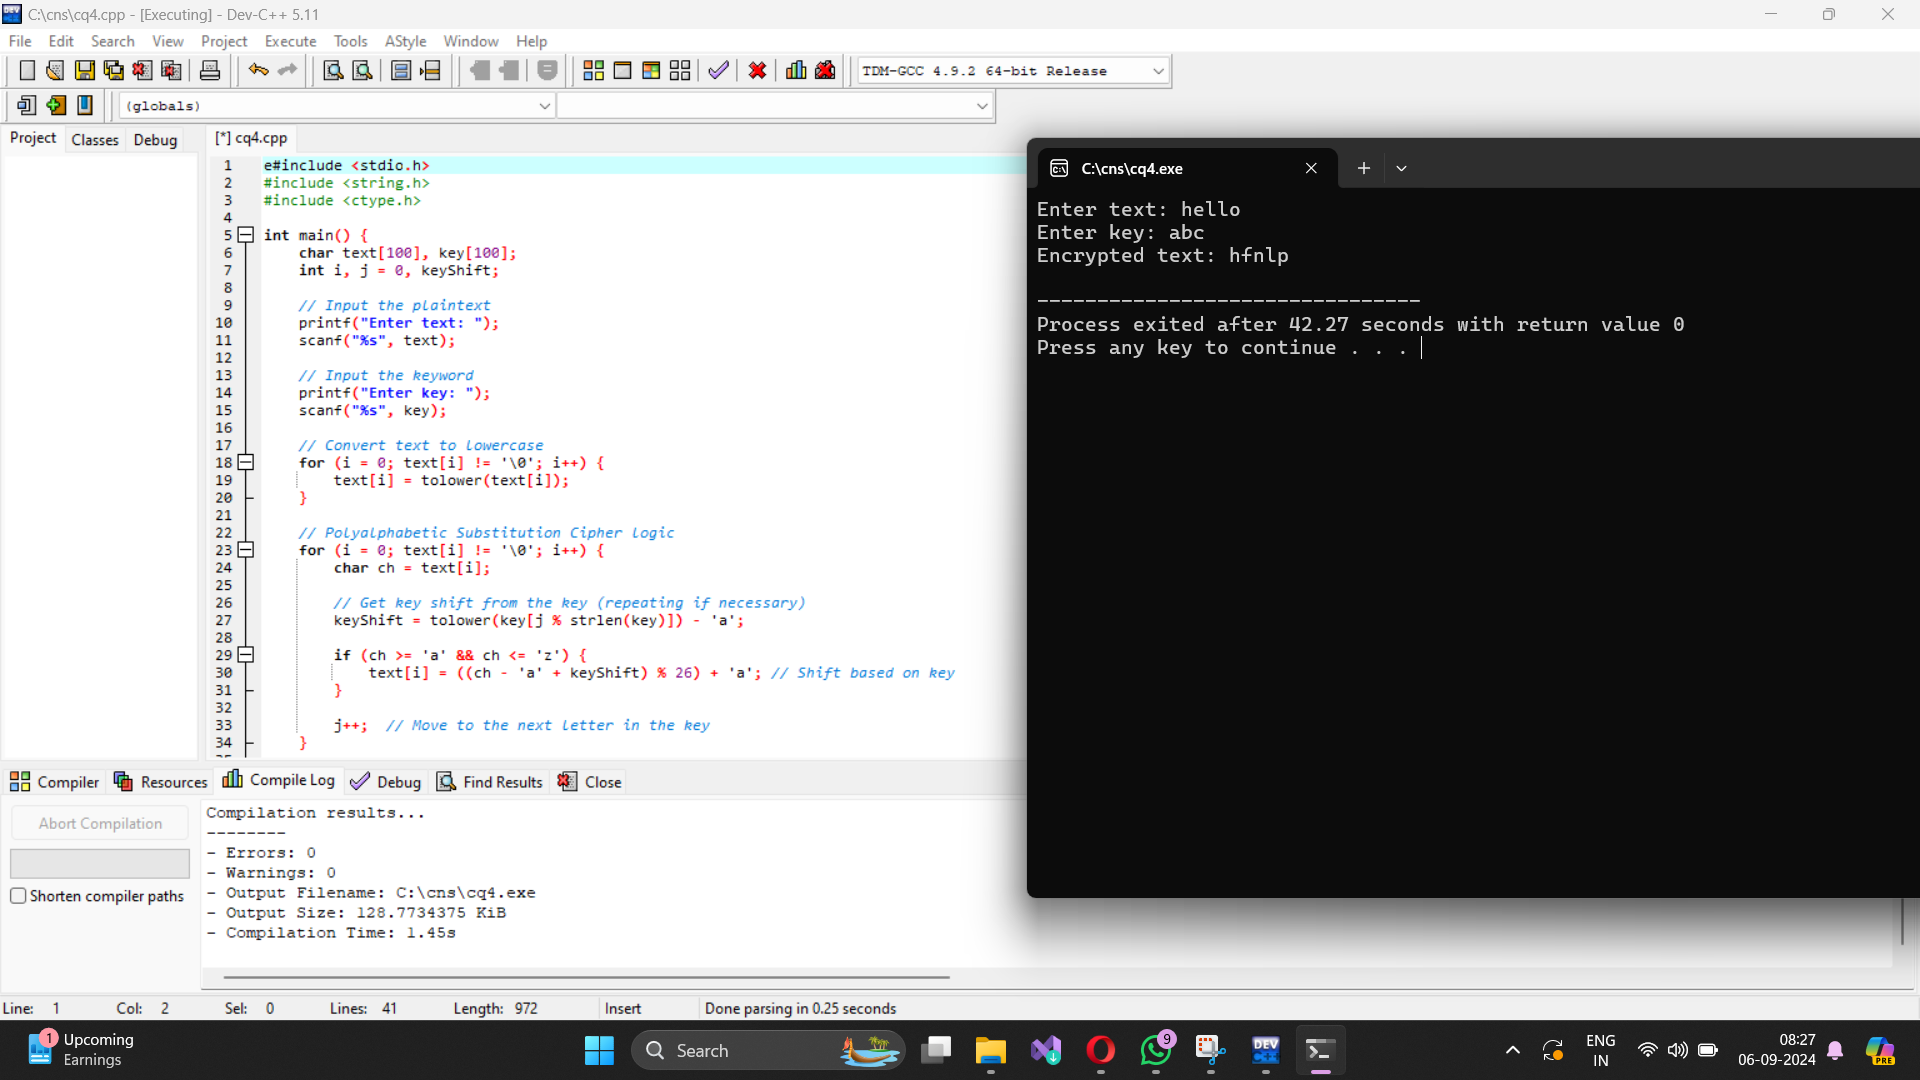 C:\cns\cq4.cpp - [Executing] - Dev-C++ 5.11
File Edit Search View Project Execute Tools AStyle Window Help
TDM-GCC 4.9.2 64-bit Release
(globals)
Project Classes Debug
[*] cq4.cpp
1 e#include <stdio.h>
2 #include <string.h>
3 #include <ctype.h>
4
5 int main() {
6 char text[100], key[100];
7 int i, j = 0, keyShift;
8
9 // Input the plaintext
10 printf("Enter text: ");
11 scanf("%s", text);
12
13 // Input the keyword
14 printf("Enter key: ");
15 scanf("%s", key);
16
17 // Convert text to lowercase
18 for (i = 0; text[i] != '\0'; i++) {
19 text[i] = tolower(text[i]);
20 }
21
22 // Polyalphabetic Substitution Cipher logic
23 for (i = 0; text[i] != '\0'; i++) {
24 char ch = text[i];
25
26 // Get key shift from the key (repeating if necessary)
27 keyShift = tolower(key[j % strlen(key)]) - 'a';
28
29 if (ch >= 'a' && ch <= 'z') {
30 text[i] = ((ch - 'a' + keyShift) % 26) + 'a'; // Shift based on key
31 }
32
33 j++; // Move to the next letter in the key
34 }
C:\cns\cq4.exe
Enter text: hello
Enter key: abc
Encrypted text: hfnlp
--------------------------------
Process exited after 42.27 seconds with return value 0
Press any key to continue . . .
Compiler Resources Compile Log Debug Find Results Close
Abort Compilation
Shorten compiler paths
Compilation results...
--------
- Errors: 0
- Warnings: 0
- Output Filename: C:\cns\cq4.exe
- Output Size: 128.7734375 KiB
- Compilation Time: 1.45s
Line: 1 Col: 2 Sel: 0 Lines: 41 Length: 972 Insert Done parsing in 0.25 seconds
1
Upcoming
Earnings
Search
9
DEV
C++
ENG
IN
08:27
06-09-2024
PRE